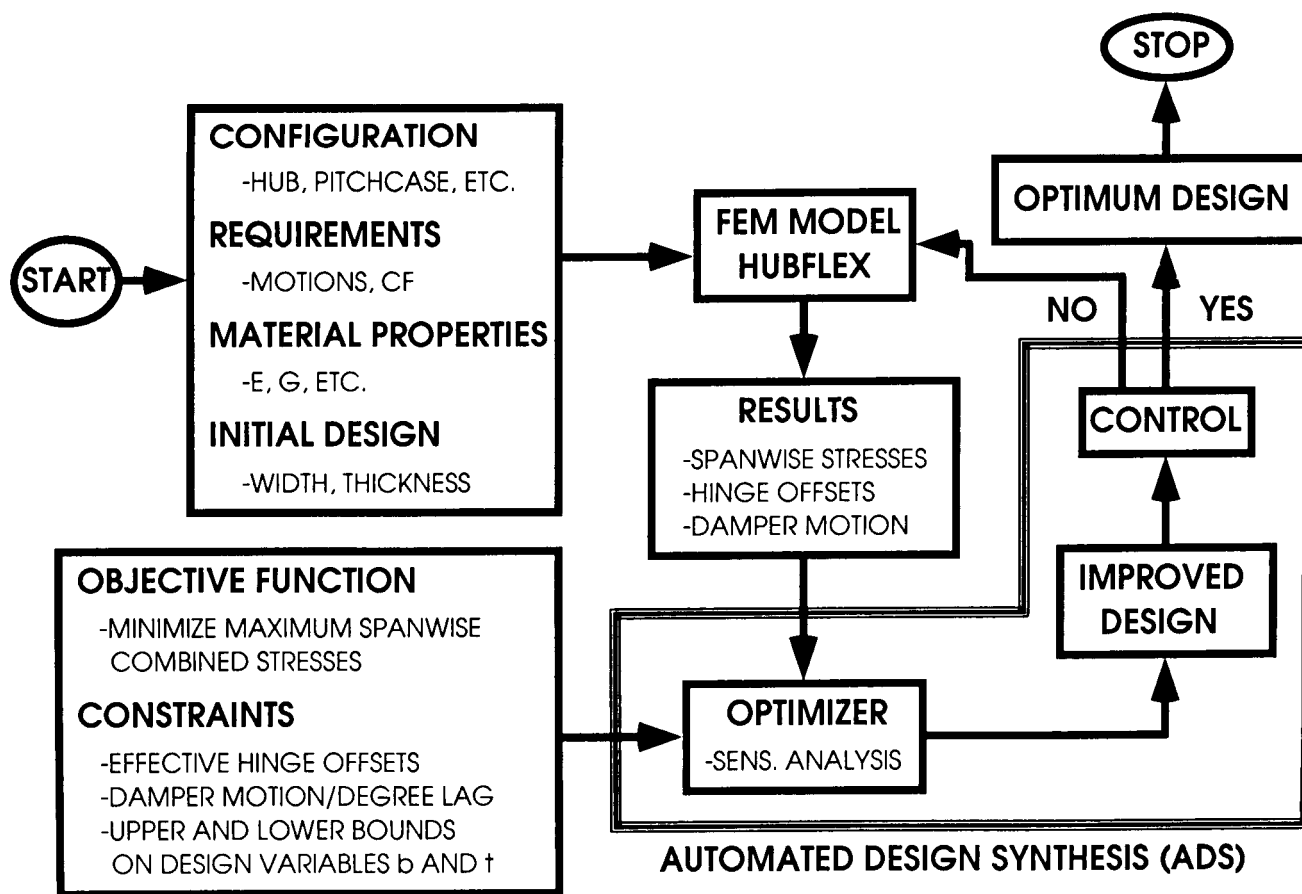 START
CONFIGURATION
-HUB, PITCHCASE, ETC.
REQUIREMENTS
-MOTIONS, CF
MATERIAL PROPERTIES
-E, G, ETC.
INITIAL DESIGN
-WIDTH, THICKNESS
OBJECTIVE FUNCTION
-MINIMIZE MAXIMUM SPANWISE
COMBINED STRESSES
CONSTRAINTS
-EFFECTIVE HINGE OFFSETS
-DAMPER MOTION/DEGREE LAG
-UPPER AND LOWER BOUNDS
ON DESIGN VARIABLES b AND t
FEM MODEL
HUBFLEX
RESULTS
-SPANWISE STRESSES
-HINGE OFFSETS
-DAMPER MOTION
OPTIMIZER
-SENS. ANALYSIS
IMPROVED
DESIGN
CONTROL
NO
YES
OPTIMUM DESIGN
STOP
AUTOMATED DESIGN SYNTHESIS (ADS)